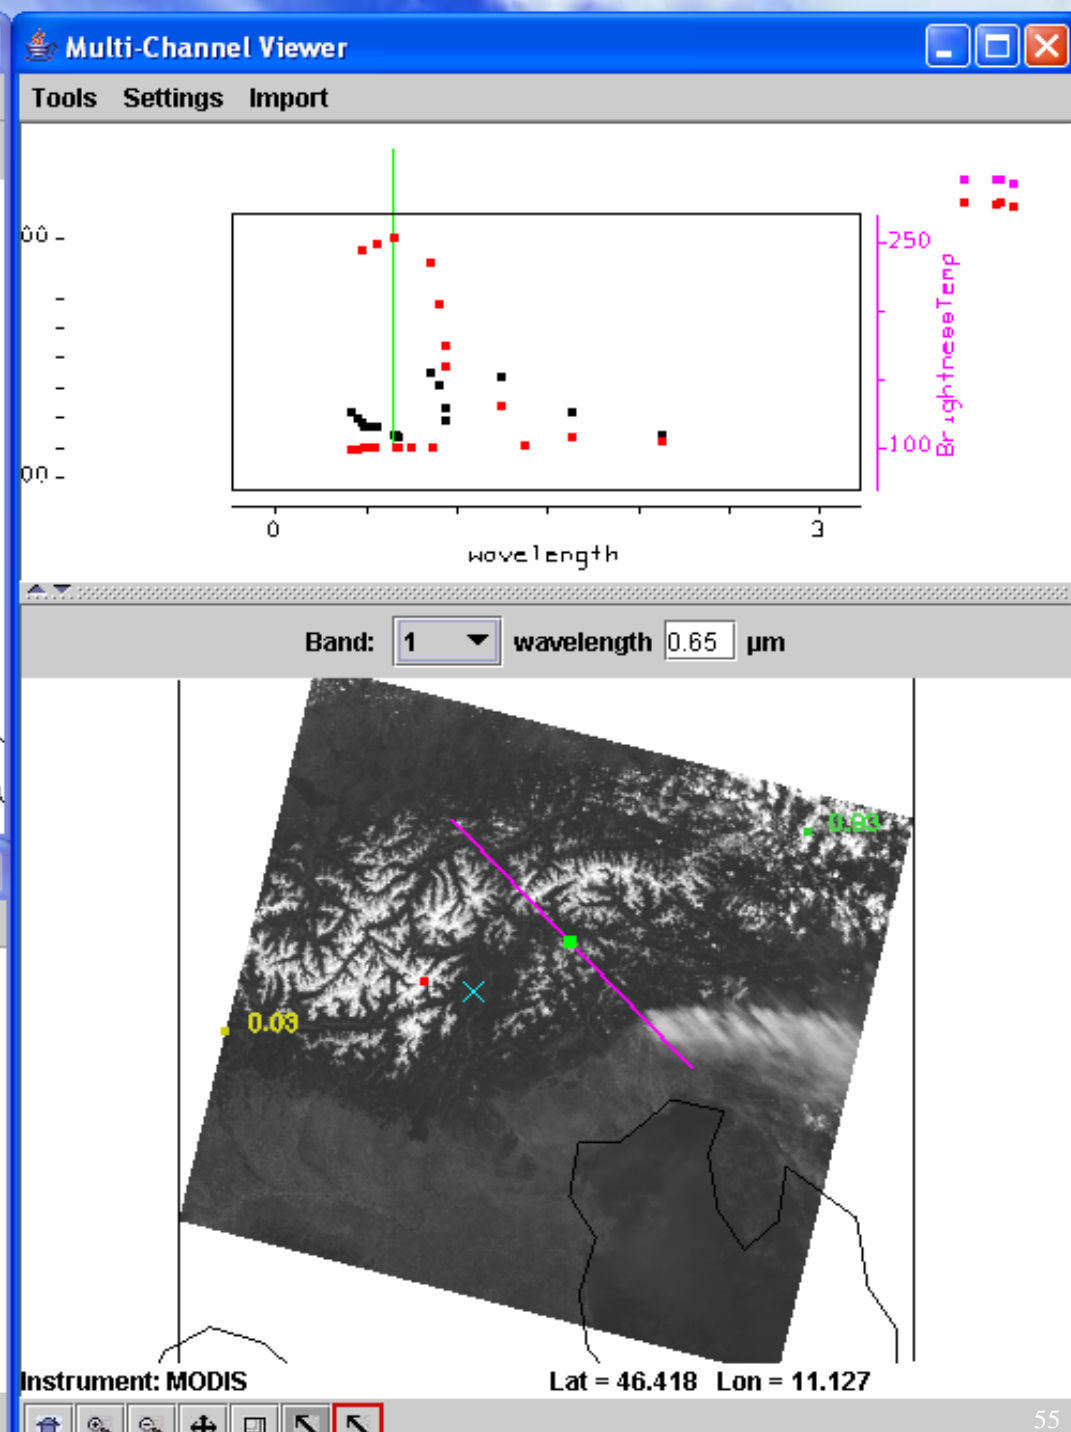 Multi-Channel Viewer
Tools Settings Import
00
250
BrightnessTemp
100
00
0
3
wavelength
Band: 1 wavelength 0.65 µm
0.93
0.03
Instrument: MODIS Lat = 46.418 Lon = 11.127
55